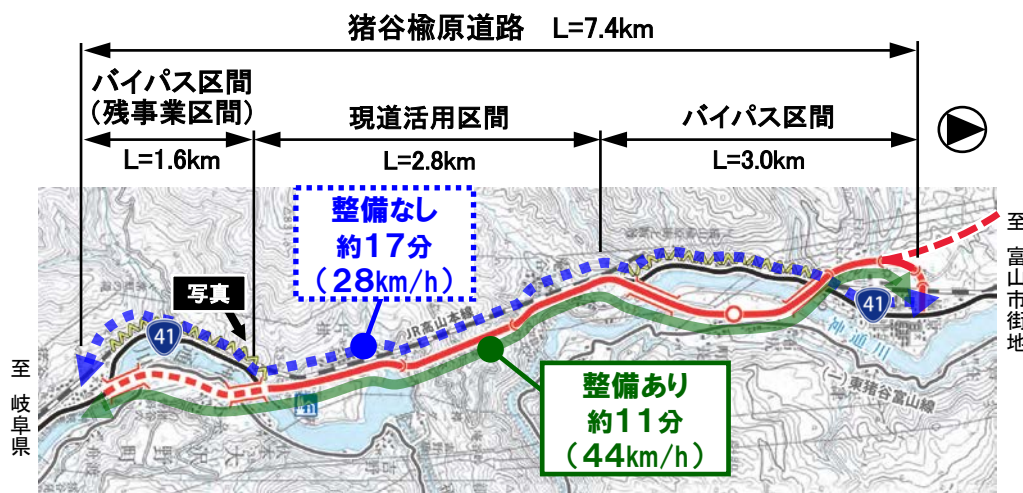 猪谷楡原道路 L=7.4km
バイパス区間
（残事業区間）
L=1.6km
現道活用区間
L=2.8km
バイパス区間
L=3.0km
整備なし
約17分
（28km/h）
写真
41
JR高山本線
41
神通川
(一)東猪谷富山線
整備あり
約11分
（44km/h）
至 岐阜県
至 富山市街地